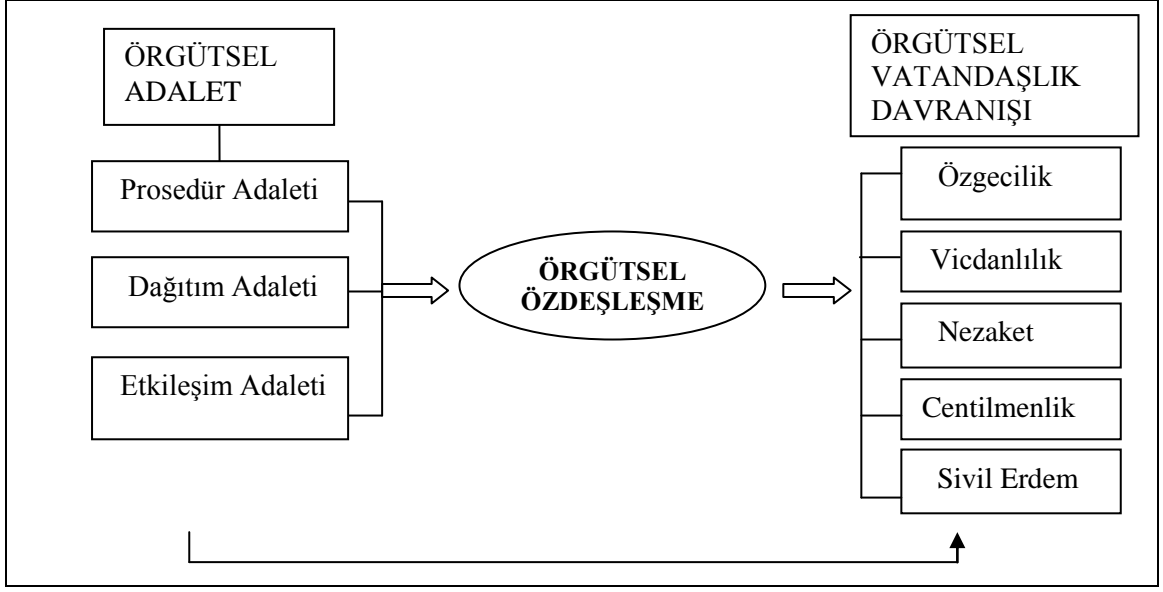 ÖRGÜTSEL
ADALET
Prosedür Adaleti
Dağıtım Adaleti
Etkileşim Adaleti
ÖRGÜTSEL
ÖZDEŞLEŞME
ÖRGÜTSEL
VATANDAŞLIK
DAVRANIŞI
Özgecilik
Vicdanlılık
Nezaket
Centilmenlik
Sivil Erdem